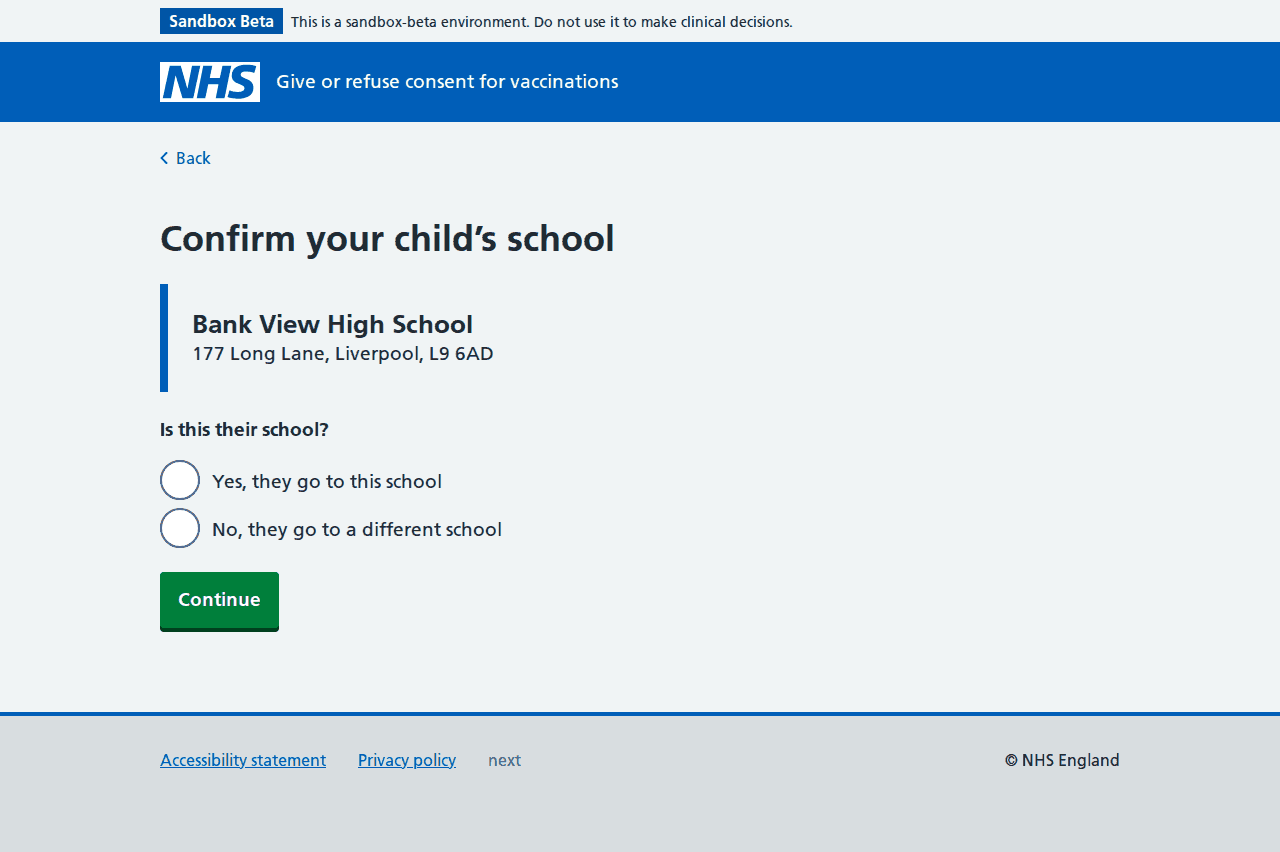 Sandbox Beta This is a sandbox-beta environment. Do not use it to make clinical decisions.
NHS Give or refuse consent for vaccinations
Back
Confirm your child’s school
Bank View High School
177 Long Lane, Liverpool, L9 6AD
Is this their school?
Yes, they go to this school
No, they go to a different school
Continue
Accessibility statement Privacy policy next © NHS England